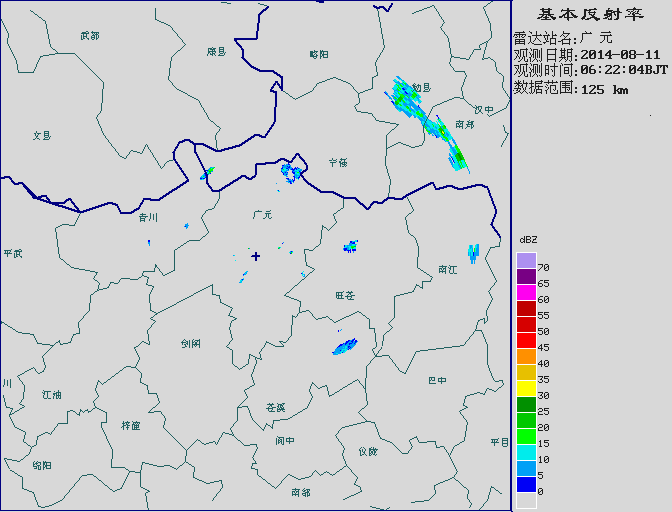 基本反射率
雷达站名:广 元
观测日期:2014-08-11
观测时间:06:22:04BJT
数据范围:125 km
武都
康县
略阳
勉县
汉中
南郑
文县
宁强
青川
广元
平武
南江
旺苍
剑阁
川
江油
巴中
苍溪
梓潼
阆中
仪陇
平昌
绵阳
南部
dBZ
70
65
60
55
50
45
40
35
30
25
20
15
10
5
0